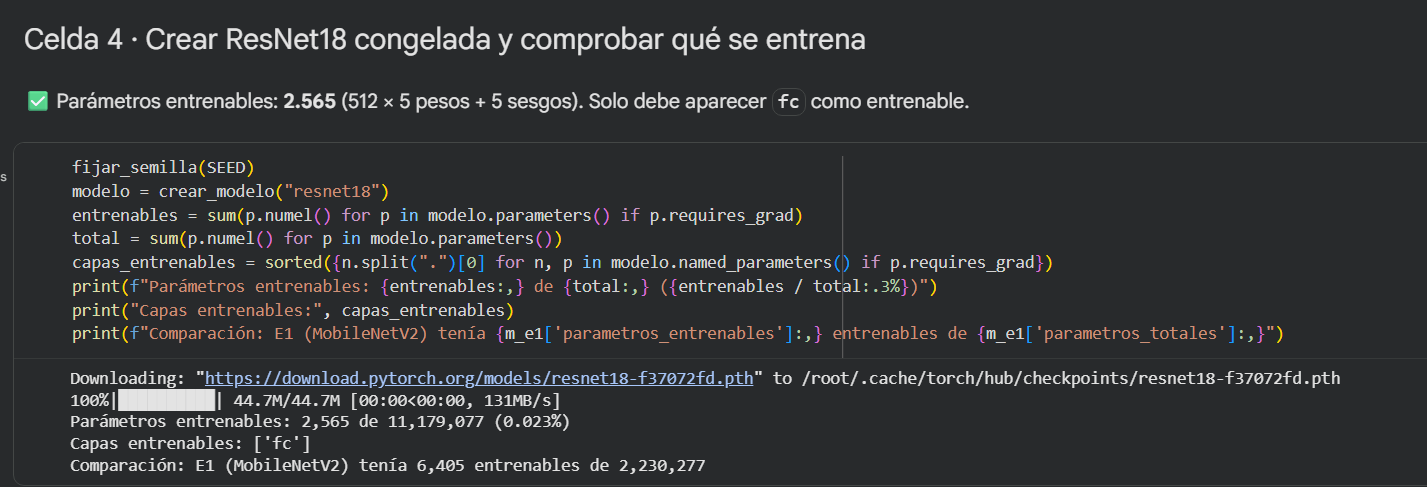 Celda 4 · Crear ResNet18 congelada y comprobar qué se entrena
✅ Parámetros entrenables: 2.565 (512 × 5 pesos + 5 sesgos). Solo debe aparecer fc como entrenable.
s
fijar_semilla(SEED)
modelo = crear_modelo("resnet18")
entrenables = sum(p.numel() for p in modelo.parameters() if p.requires_grad)
total = sum(p.numel() for p in modelo.parameters())
capas_entrenables = sorted({n.split(".")[0] for n, p in modelo.named_parameters() if p.requires_grad})
print(f"Parámetros entrenables: {entrenables:,} de {total:,} ({entrenables / total:.3%})")
print("Capas entrenables:", capas_entrenables)
print(f"Comparación: E1 (MobileNetV2) tenía {m_e1['parametros_entrenables']:,} entrenables de {m_e1['parametros_totales']:,}")
Downloading: "https://download.pytorch.org/models/resnet18-f37072fd.pth" to /root/.cache/torch/hub/checkpoints/resnet18-f37072fd.pth
100%|██████████| 44.7M/44.7M [00:00<00:00, 131MB/s]
Parámetros entrenables: 2,565 de 11,179,077 (0.023%)
Capas entrenables: ['fc']
Comparación: E1 (MobileNetV2) tenía 6,405 entrenables de 2,230,277